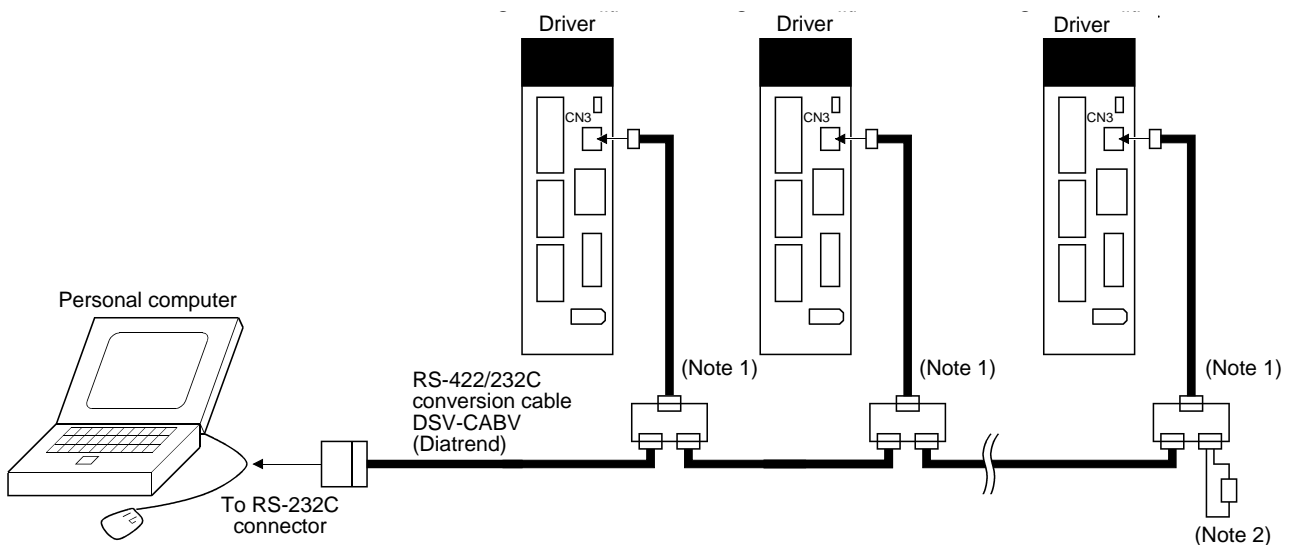 Driver
Driver
Driver
CN3
CN3
CN3
Personal computer
RS-422/232C
conversion cable
DSV-CABV
(Diatrend)
(Note 1)
(Note 1)
(Note 1)
To RS-232C
connector
(Note 2)